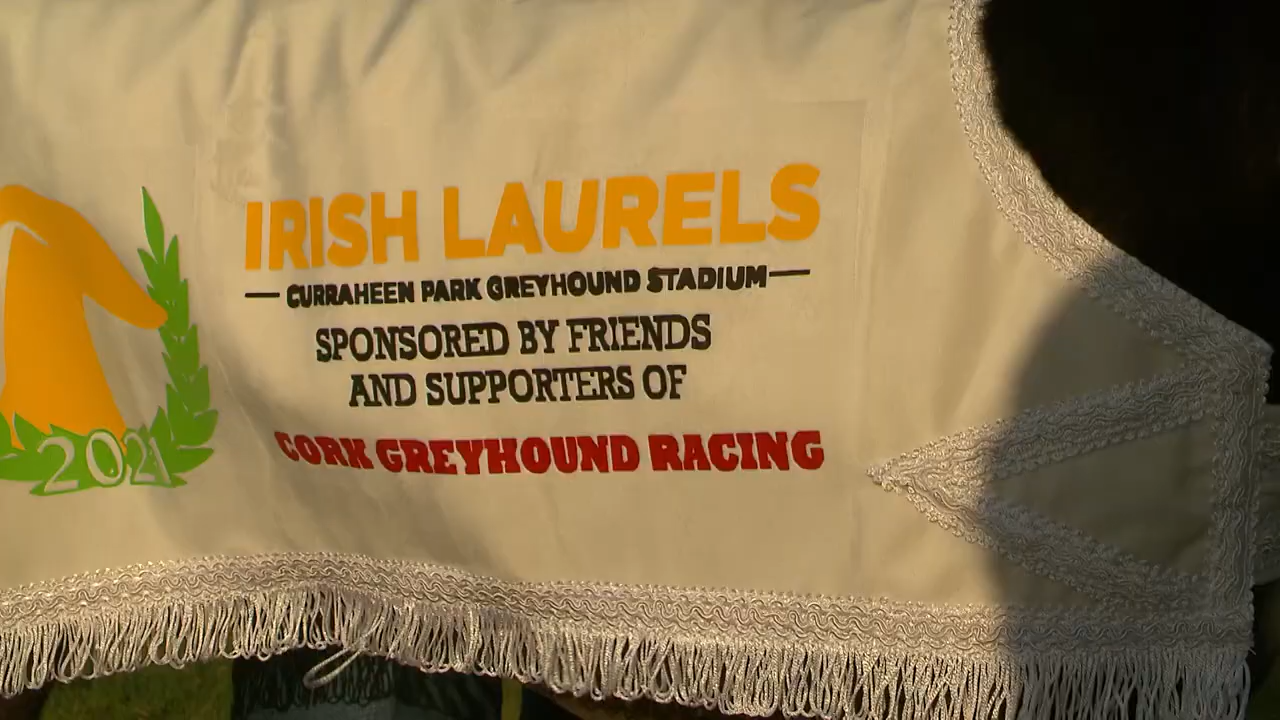 IRISH LAURELS
CURRAHEEN PARK GREYHOUND STADIUM
SPONSORED BY FRIENDS
AND SUPPORTERS OF
CORK GREYHOUND RACING
2021